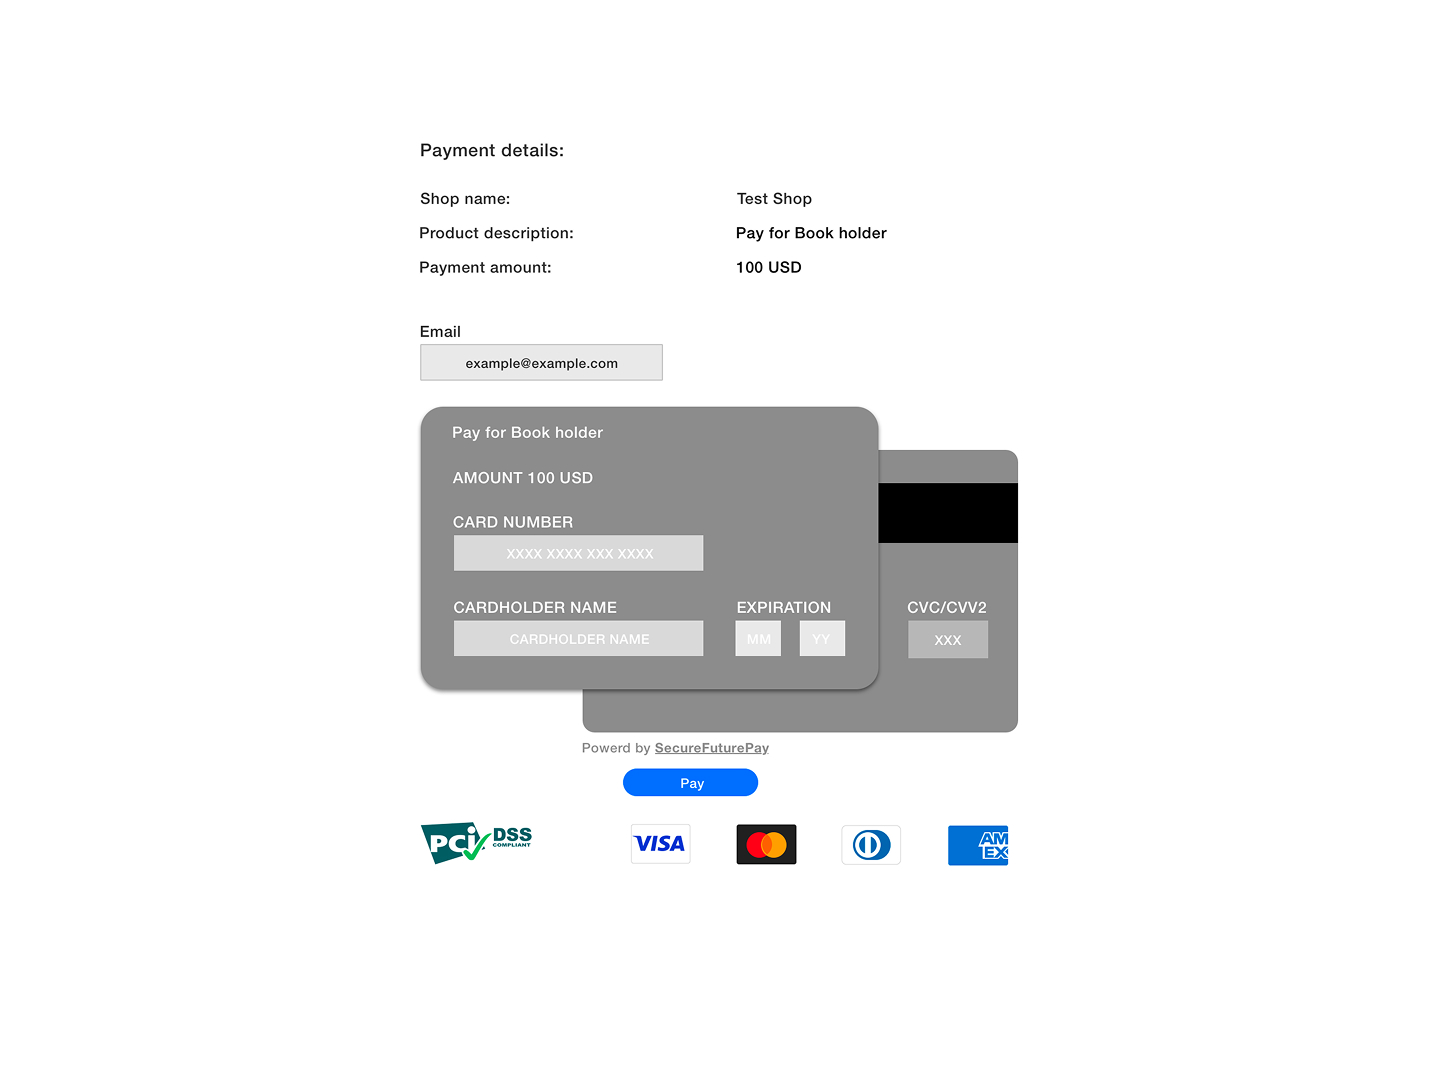 Payment details:
Shop name: Test Shop
Product description: Pay for Book holder
Payment amount: 100 USD
Email
example@example.com
Pay for Book holder
AMOUNT 100 USD
CARD NUMBER
XXXX XXXX XXX XXXX
CARDHOLDER NAME EXPIRATION CVC/CVV2
CARDHOLDER NAME MM YY XXX
Powerd by SecureFuturePay
Pay
PCi DSS COMPLIANT
VISA
AM
EX